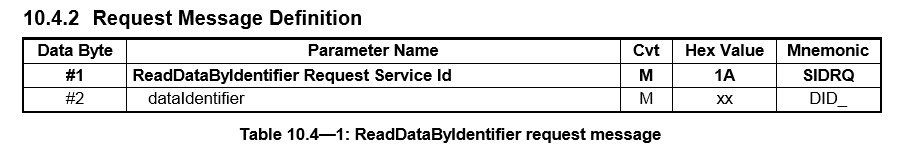 10.4.2 Request Message Definition
Data Byte Parameter Name Cvt Hex Value Mnemonic
#1 ReadDataByIdentifier Request Service Id M 1A SIDRQ
#2 dataIdentifier M xx DID_
Table 10.4—1: ReadDataByIdentifier request message